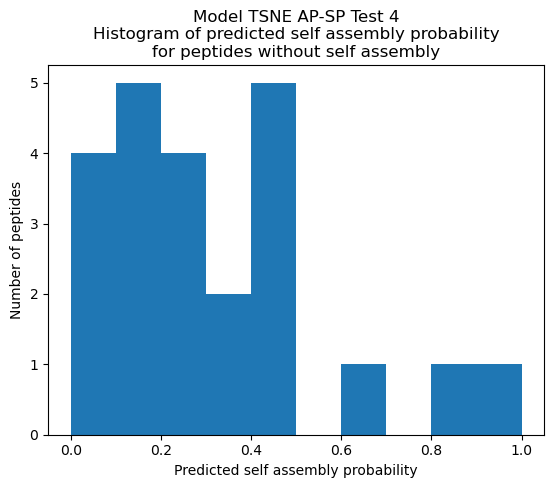 Model TSNE AP-SP Test 4
Histogram of predicted self assembly probability
for peptides without self assembly
5
4
3
2
1
0
Number of peptides
0.0 0.2 0.4 0.6 0.8 1.0
Predicted self assembly probability